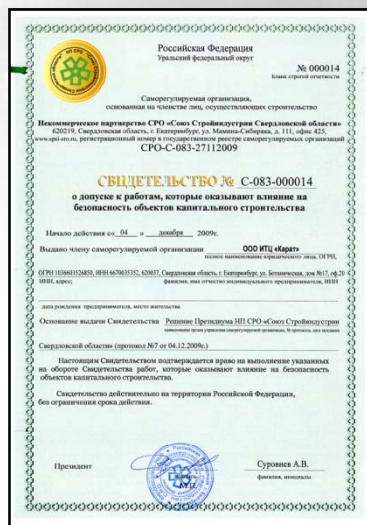 Российская Федерация
Уральский федеральный округ
№ 000014
Бланк строгой отчетности
Саморегулируемая организация,
основанная на членстве лиц, осуществляющих строительство
Некоммерческое партнерство СРО «Союз Стройиндустрии Свердловской области»
620219, Свердловская область, г. Екатеринбург, ул. Мамина-Сибиряка, д. 111, офис 425,
регистрационный номер в государственном реестре саморегулируемых организаций
СРО-С-083-27112009
СВИДЕТЕЛЬСТВО № С-083-000014
о допуске к работам, которые оказывают влияние на
безопасность объектов капитального строительства
Начало действия с« 04 » декабря 2009г.
Выдано члену саморегулируемой организации ООО ИТЦ «Карат»
полное наименование юридического лица, ОГРН,
ОГРН 1036603526850, ИНН 6670035352, 620037, Свердловская область, г. Екатеринбург, ул. Ботаническая, дом №17, оф.20
ИНН, адрес; фамилия, имя отчество индивидуального предпринимателя, ИНН
дата рождения предпринимателя, место жительства
Основание выдачи Свидетельства Решение Президиума НП СРО «Союз Стройиндустрии
Свердловской области» (протокол №7 от 04.12.2009г.)
Настоящим Свидетельством подтверждается право на выполнение указанных
на обороте Свидетельства работ, которые оказывают влияние на безопасность
объектов капитального строительства.
Свидетельство действительно на территории Российской Федерации,
без ограничения срока действия.
Президент
Суровнев А.В.
фамилия, инициалы
М.П.